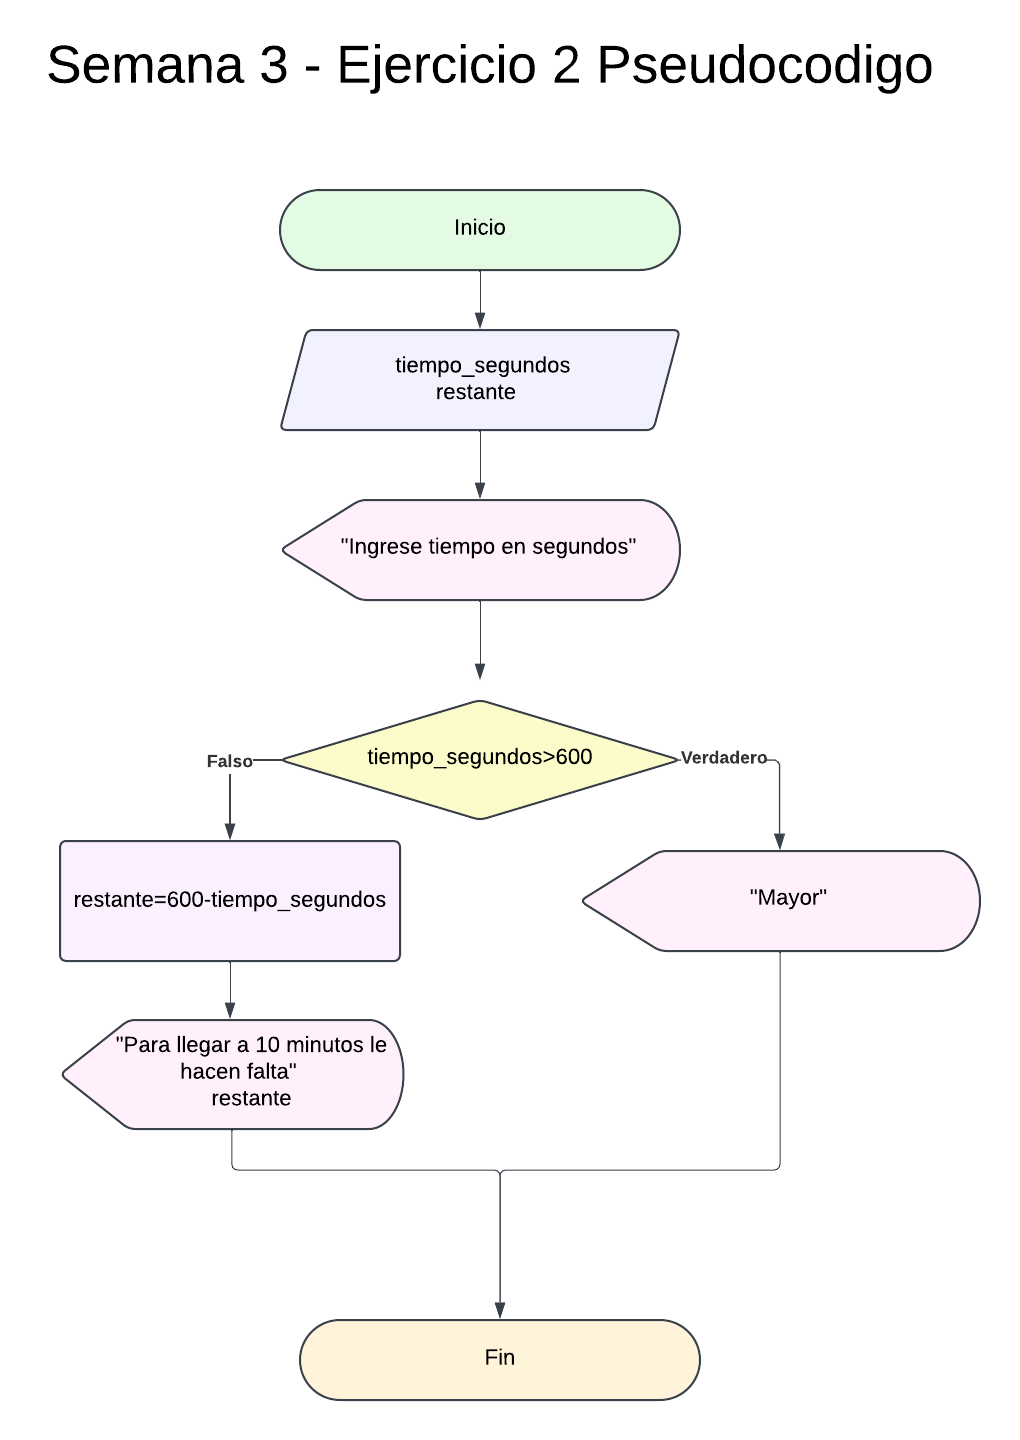 Semana 3 - Ejercicio 2 Pseudocodigo
Inicio
tiempo_segundos
restante
"Ingrese tiempo en segundos"
tiempo_segundos>600
Falso
Verdadero
restante=600-tiempo_segundos
"Mayor"
"Para llegar a 10 minutos le
hacen falta"
restante
Fin